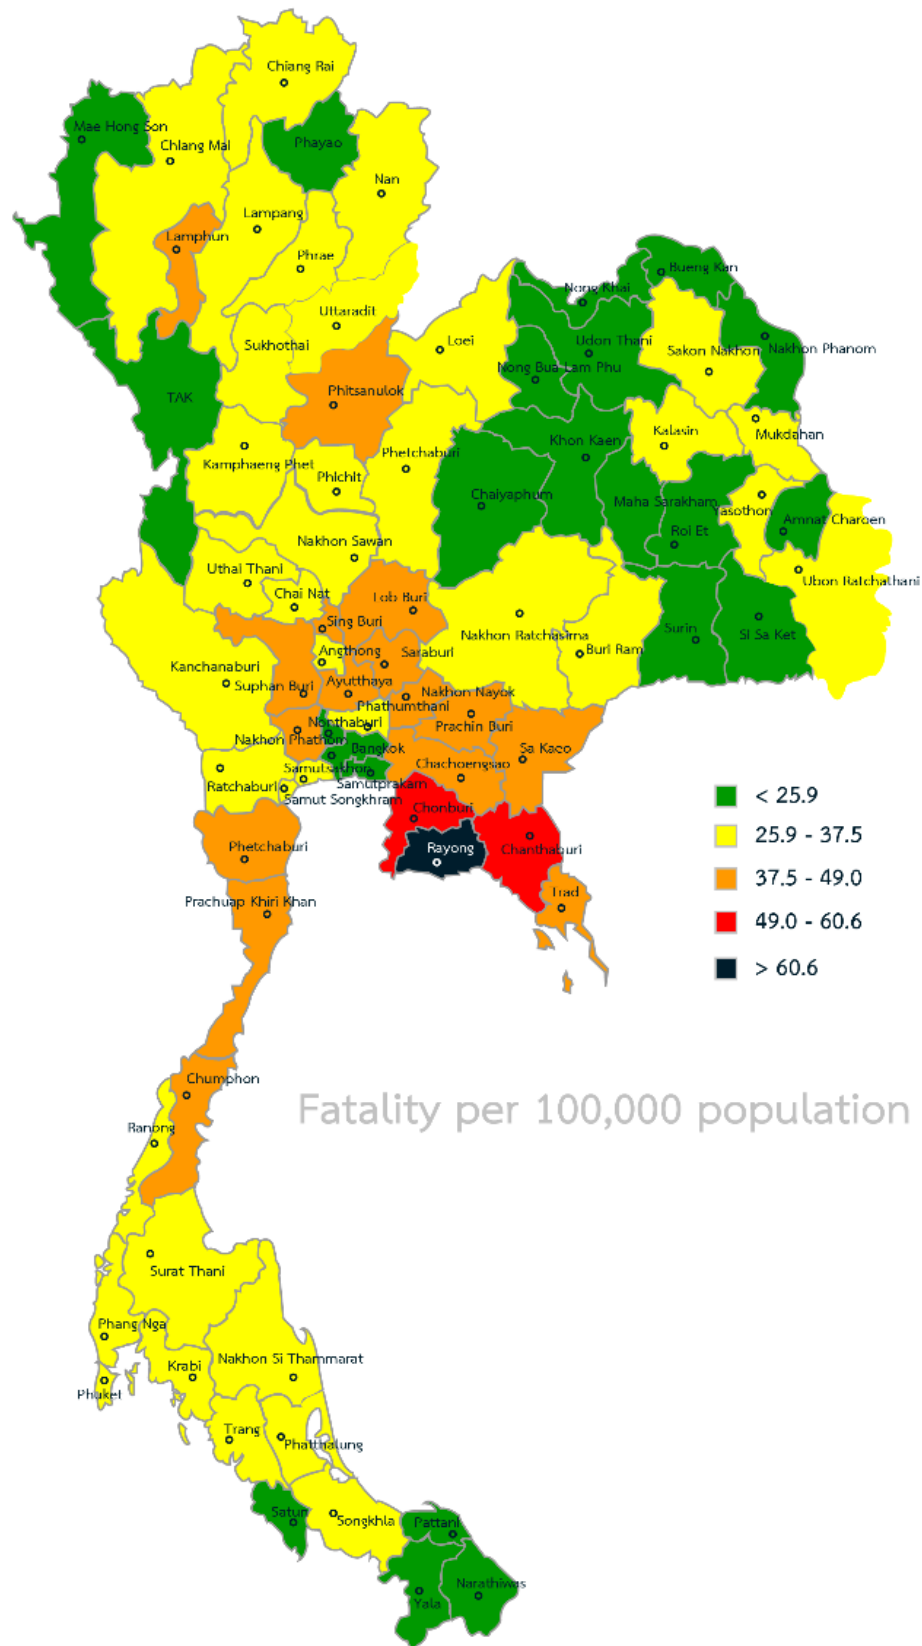 Chiang Rai
Mae Hong Son
Chiang Mai
Phayao
Nan
Lampang
Lamphun
Phrae
Bueng Kan
Nong Khai
Uttaradit
Sukhothai
Loei
Udon Thani
Sakon Nakhon
Nakhon Phanom
Nong Bua Lam Phu
TAK
Phitsanulok
Kalasin
Mukdahan
Khon Kaen
Phetchaburi
Kamphaeng Phet
Phichit
Chaiyaphum
Maha Sarakham
Yasothon
Amnat Charoen
Roi Et
Nakhon Sawan
Uthai Thani
Ubon Ratchathani
Chai Nat
Lob Buri
Sing Buri
Nakhon Ratchasima
Surin
Si Sa Ket
Angthong
Saraburi
Buri Ram
Kanchanaburi
Suphan Buri
Ayutthaya
Nakhon Nayok
Phathumthani
Nonthaburi
Prachin Buri
Nakhon Phathom
Bangkok
Sa Kaeo
Samutsakhon
Chachoengsao
Ratchaburi
Samutprakarn
Samut Songkhram
Chonburi
< 25.9
Phetchaburi
Rayong
Chanthaburi
25.9 - 37.5
37.5 - 49.0
Trad
Prachuap Khiri Khan
49.0 - 60.6
> 60.6
Chumphon
Fatality per 100,000 population
Ranong
Surat Thani
Phang Nga
Nakhon Si Thammarat
Krabi
Phuket
Trang
Phatthalung
Satun
Songkhla
Pattani
Narathiwas
Yala